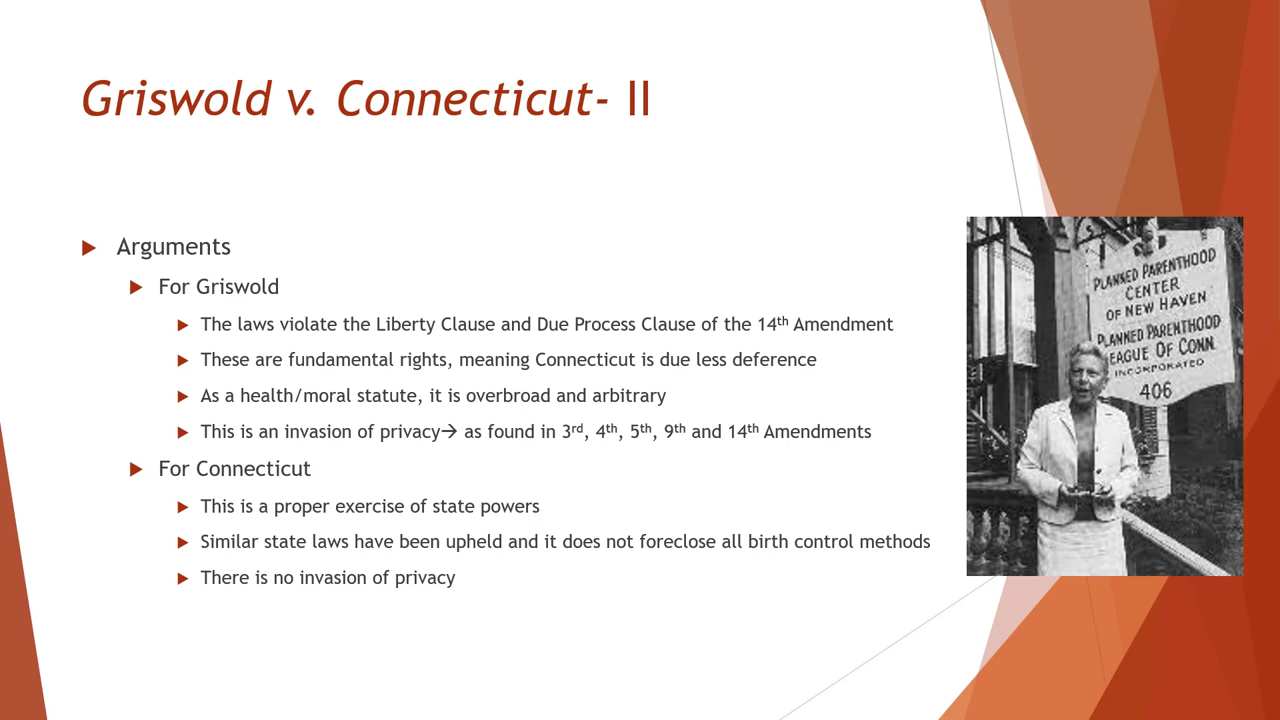 Griswold v. Connecticut- II
Arguments
For Griswold
The laws violate the Liberty Clause and Due Process Clause of the 14th Amendment
These are fundamental rights, meaning Connecticut is due less deference
As a health/moral statute, it is overbroad and arbitrary
This is an invasion of privacy→ as found in 3rd, 4th, 5th, 9th and 14th Amendments
For Connecticut
This is a proper exercise of state powers
Similar state laws have been upheld and it does not foreclose all birth control methods
There is no invasion of privacy
PLANNED PARENTHOOD
CENTER
OF NEW HAVEN
PLANNED PARENTHOOD
EAGUE OF CONN.
INCORPORATED
406